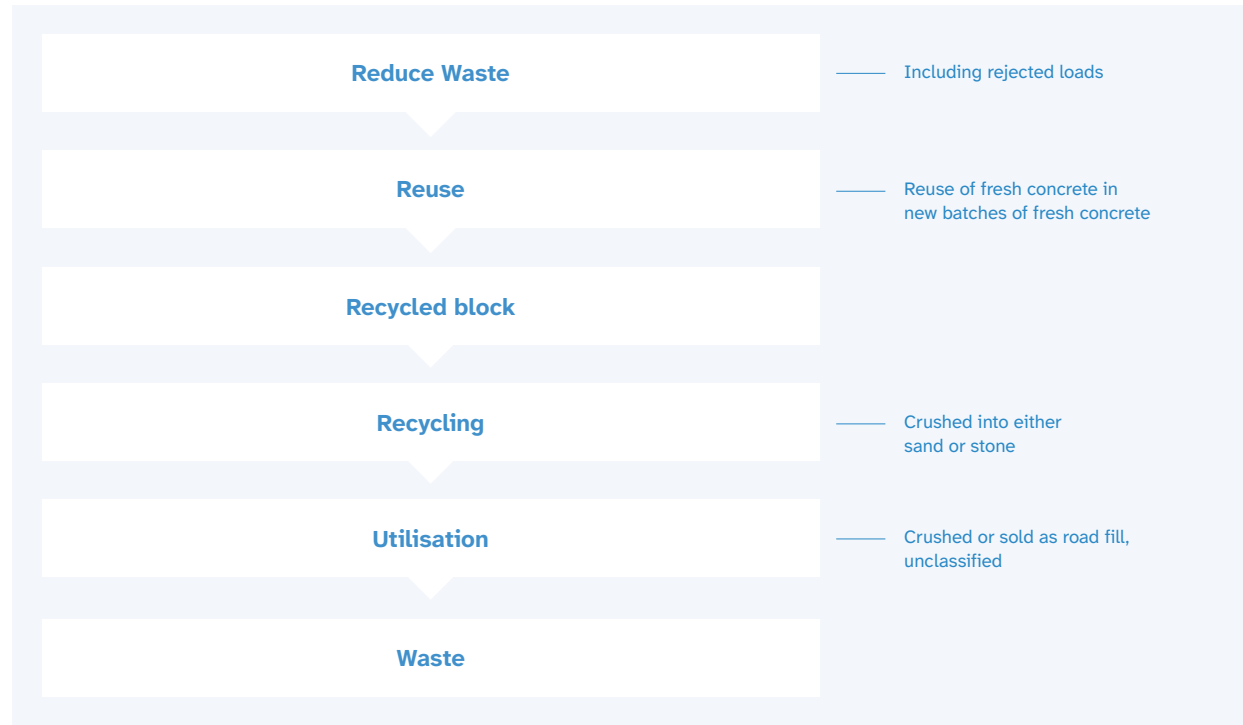 Reduce Waste
Including rejected loads
Reuse
Reuse of fresh concrete in
new batches of fresh concrete
Recycled block
Recycling
Crushed into either
sand or stone
Utilisation
Crushed or sold as road fill,
unclassified
Waste